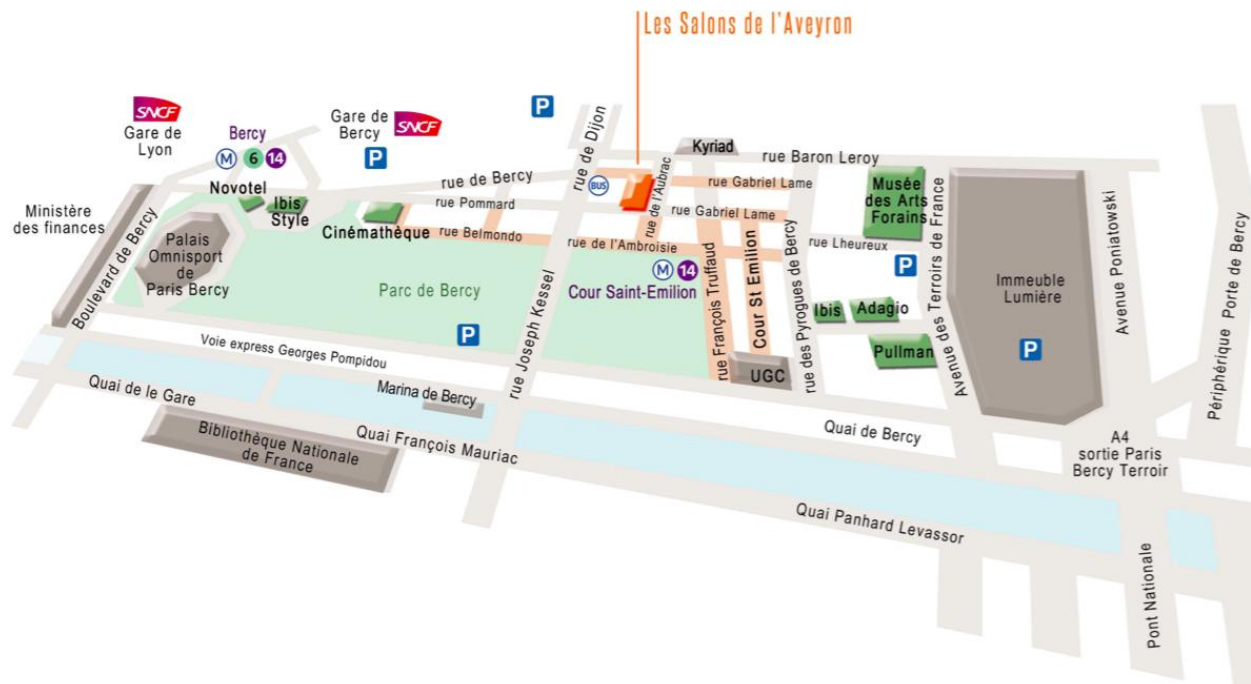 Les Salons de l'Aveyron
SNCF
Gare de
Lyon
Bercy
M 6 14
Gare de
Bercy
SNCF
P
P
rue de Dijon
Kyriad
rue Baron Leroy
BUS
rue de l'Aubrac
rue Gabriel Lame
rue de Bercy
rue Pommard
rue Gabriel Lame
Novotel
Ibis
Style
Cinémathèque
rue Belmondo
rue de l'Ambroisie
Musée
des Arts
Forains
rue Lheureux
P
Ministère
des finances
Boulevard de Bercy
Palais
Omnisport
de
Paris Bercy
Parc de Bercy
M 14
Cour Saint-Emilion
rue François Truffaud
Cour St Emilion
rue des Pyrogues de Bercy
Avenue des Terroirs de France
Immeuble
Lumière
P
Avenue Poniatowski
Périphérique Porte de Bercy
Ibis
Adagio
Pullman
UGC
P
rue Joseph Kessel
Voie express Georges Pompidou
Quai de le Gare
Marina de Bercy
Bibliothèque Nationale
de France
Quai François Mauriac
Quai de Bercy
A4
sortie Paris
Bercy Terroir
Quai Panhard Levassor
Pont Nationale